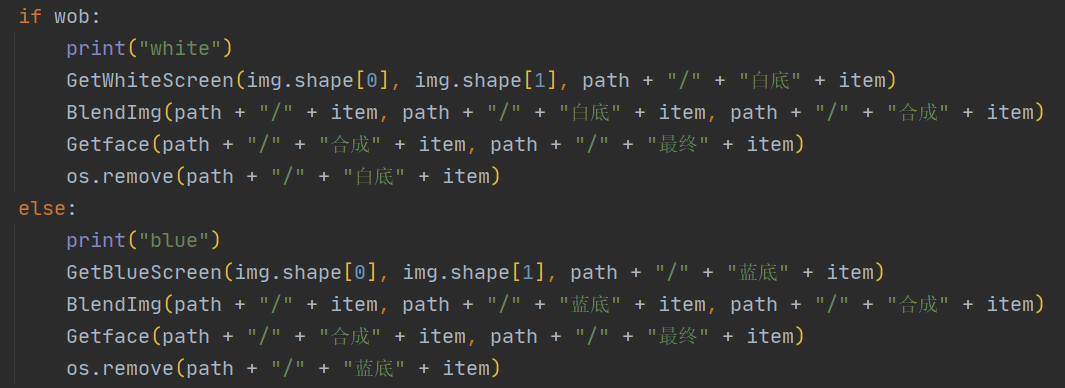 if wob:
    print("white")
    GetWhiteScreen(img.shape[0], img.shape[1], path + "/" + "白底" + item)
    BlendImg(path + "/" + item, path + "/" + "白底" + item, path + "/" + "合成" + item)
    Getface(path + "/" + "合成" + item, path + "/" + "最终" + item)
    os.remove(path + "/" + "白底" + item)
else:
    print("blue")
    GetBlueScreen(img.shape[0], img.shape[1], path + "/" + "蓝底" + item)
    BlendImg(path + "/" + item, path + "/" + "蓝底" + item, path + "/" + "合成" + item)
    Getface(path + "/" + "合成" + item, path + "/" + "最终" + item)
    os.remove(path + "/" + "蓝底" + item)